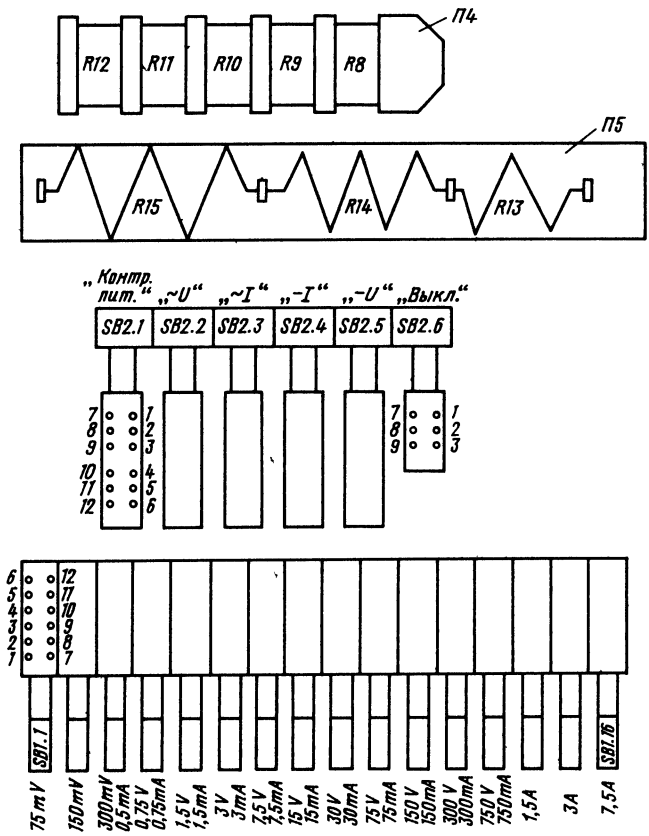 П4
R12 R11 R10 R9 R8
П5
R15 R14 R13
„Контр. пит.“ „~U“ „~I“ „–I“ „–U“ „Выкл.“
SB2.1 SB2.2 SB2.3 SB2.4 SB2.5 SB2.6
7 1 7 1
8 2 8 2
9 3 9 3
10 4
11 5
12 6
6 12
5 11
4 10
3 9
2 8
1 7
SB1.1 SB1.16
75mV
150mV
300mV
0,5mA
0,75V
0,75mA
1,5V
1,5mA
3V
3mA
7,5V
7,5mA
15V
15mA
30V
30mA
75V
75mA
150V
150mA
300V
300mA
750V
750mA
1,5A
3A
7,5A